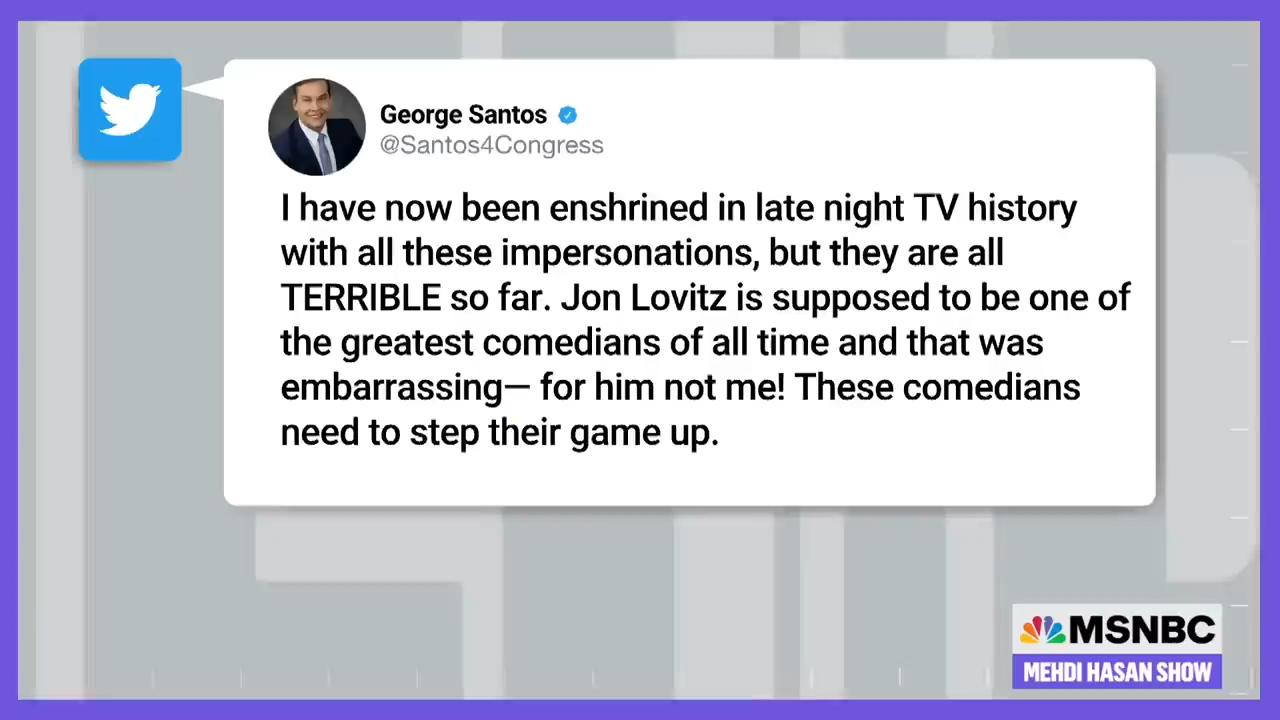 George Santos
@Santos4Congress
I have now been enshrined in late night TV history
with all these impersonations, but they are all
TERRIBLE so far. Jon Lovitz is supposed to be one of
the greatest comedians of all time and that was
embarrassing— for him not me! These comedians
need to step their game up.
MSNBC
MEHDI HASAN SHOW